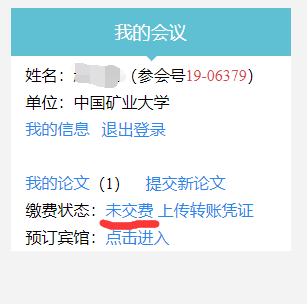 我的会议
姓名：（参会号19-06379）
单位：中国矿业大学
我的信息 退出登录
我的论文（1） 提交新论文
缴费状态：未交费 上传转账凭证
预订宾馆：点击进入